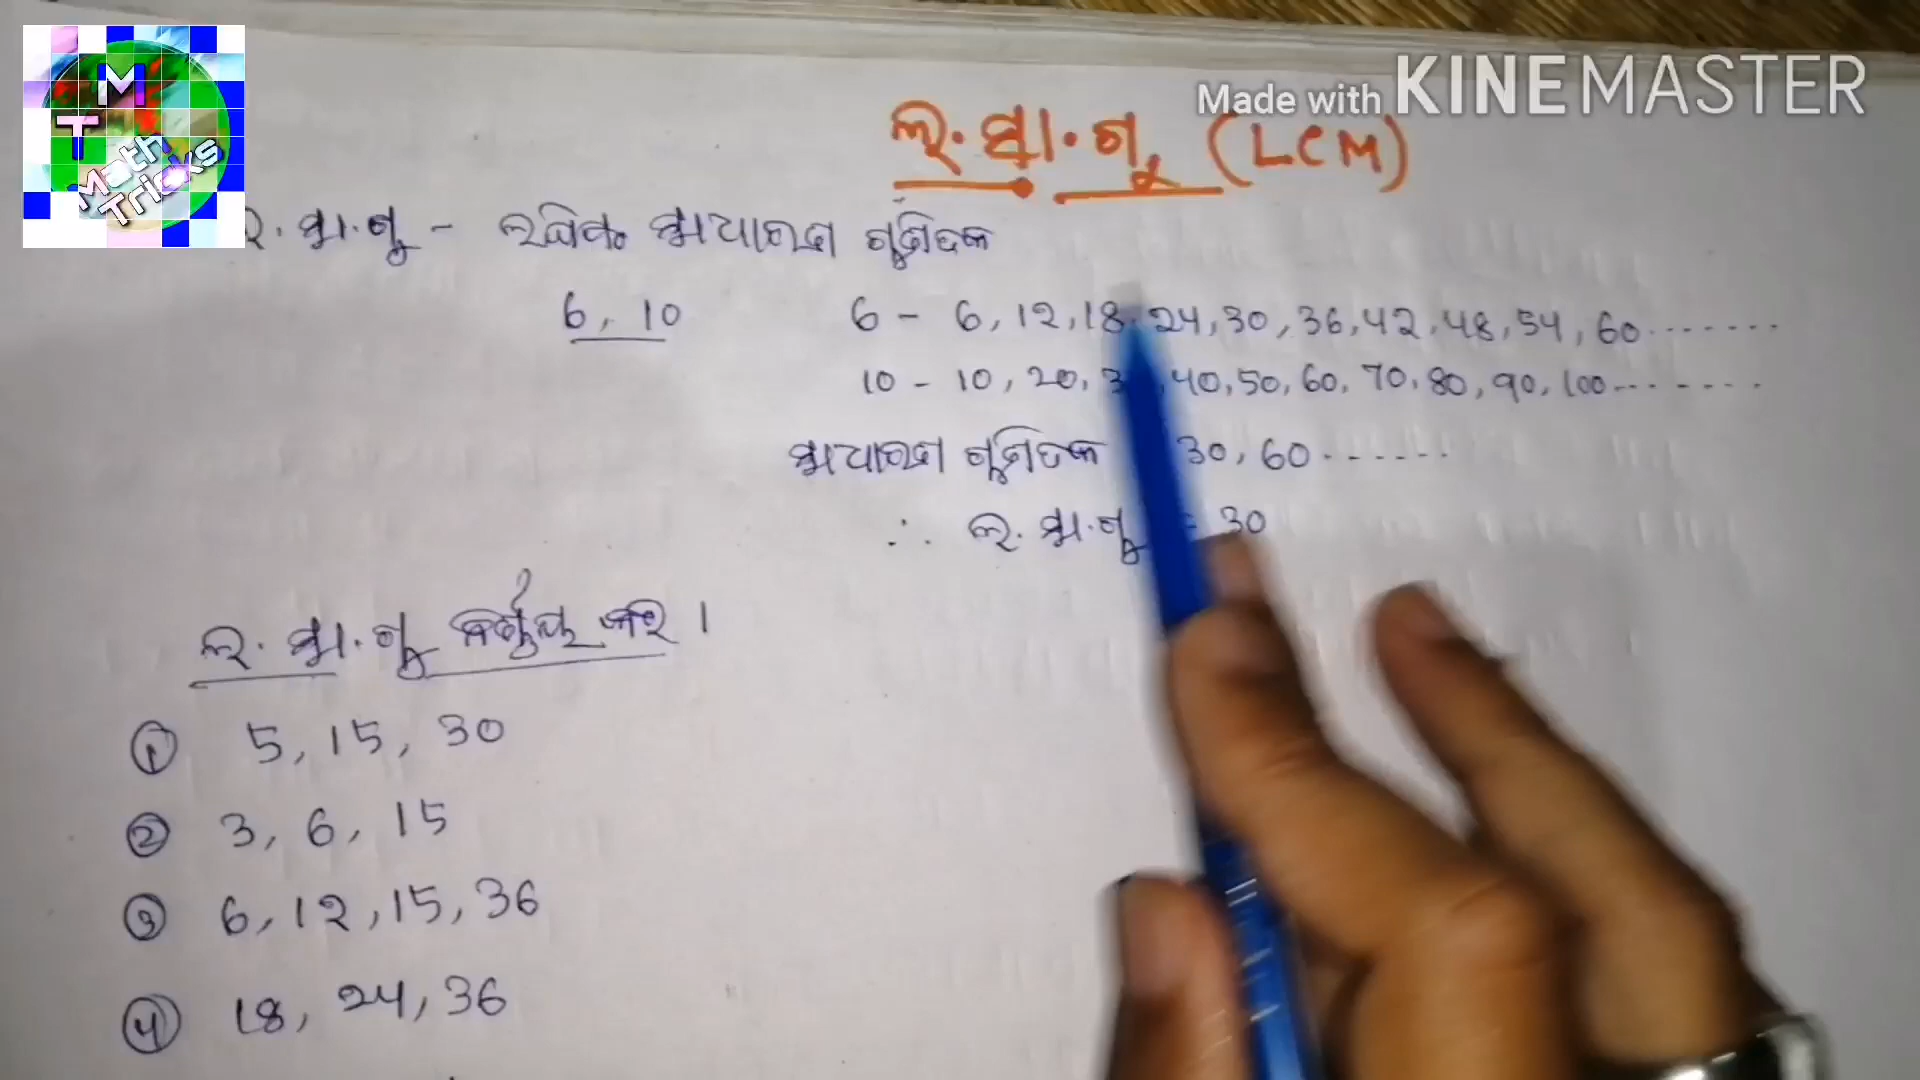 Made with KINEMASTER
M
T
Math
Tricks
ଲ.ସା.ଗୁ (LCM)
ସା.ଗୁ - ଲଘିଷ୍ଠ ସାଧାରଣ ଗୁଣିତକ
6, 10 6 - 6, 12, 18, 24, 30, 36, 42, 48, 54, 60.......
10 - 10, 20, 40, 50, 60, 70, 80, 90, 100.......
ସାଧାରଣ ଗୁଣିତକ 30, 60......
∴ ଲ.ସା.ଗୁ = 30
ଲ.ସା.ଗୁ ନିର୍ଣ୍ଣୟ କର ।
① 5, 15, 30
② 3, 6, 15
③ 6, 12, 15, 36
④ 18, 24, 36